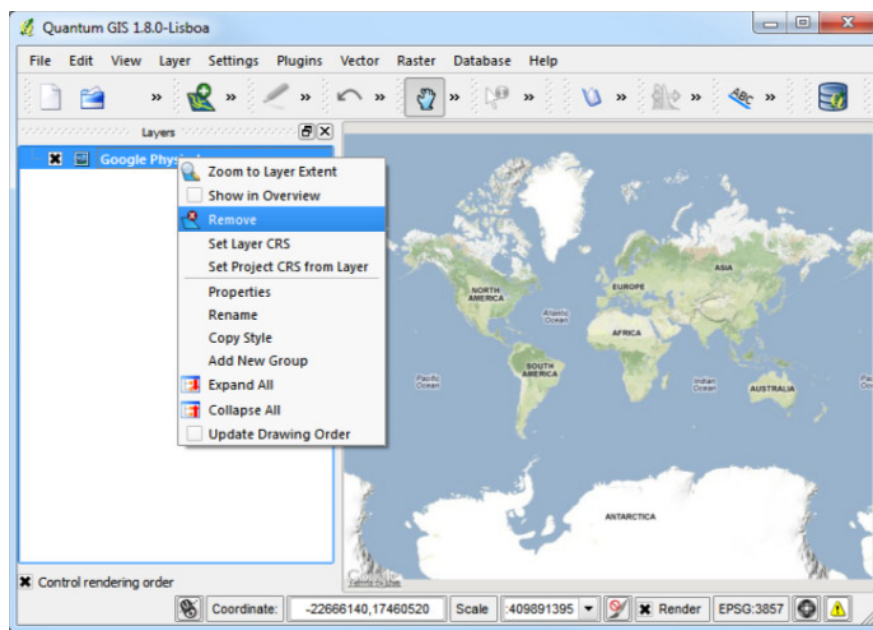 Quantum GIS 1.8.0-Lisboa
File Edit View Layer Settings Plugins Vector Raster Database Help
» » » » » » » » ABC »
Layers
Google
Zoom to Layer Extent
Show in Overview
Remove
Set Layer CRS
Set Project CRS from Layer
Properties
Rename
Copy Style
Add New Group
Expand All
Collapse All
Update Drawing Order
ASIA
NORTH AMERICA
EUROPE
Atlantic Ocean
AFRICA
SOUTH AMERICA
Pacific Ocean
Indian Ocean
AUSTRALIA
ANTARCTICA
Google
Control rendering order
Coordinate: -22666140,17460520 Scale :409891395 Render EPSG:3857